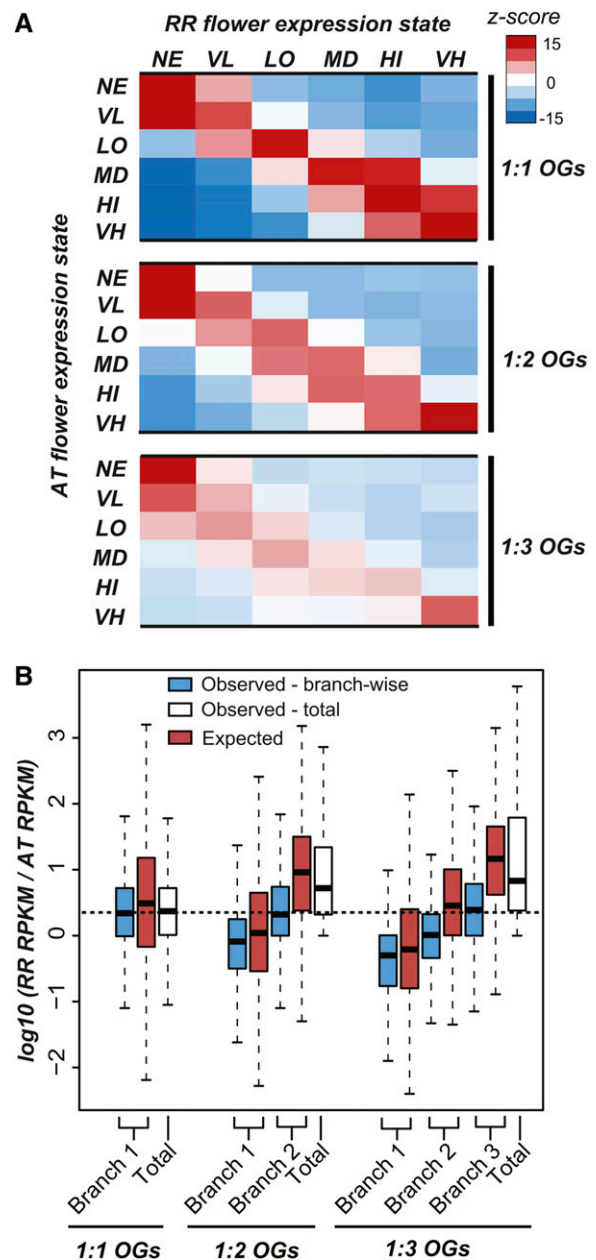 A
RR flower expression state
NE VL LO MD HI VH
z-score
15
0
-15
AT flower expression state
NE
VL
LO
MD
HI
VH
1:1 OGs
NE
VL
LO
MD
HI
VH
1:2 OGs
NE
VL
LO
MD
HI
VH
1:3 OGs
B
Observed - branch-wise
Observed - total
Expected
log10 (RR RPKM / AT RPKM)
3
2
1
0
-1
-2
Branch 1
Total
Branch 1
Branch 2
Total
Branch 1
Branch 2
Branch 3
Total
1:1 OGs
1:2 OGs
1:3 OGs